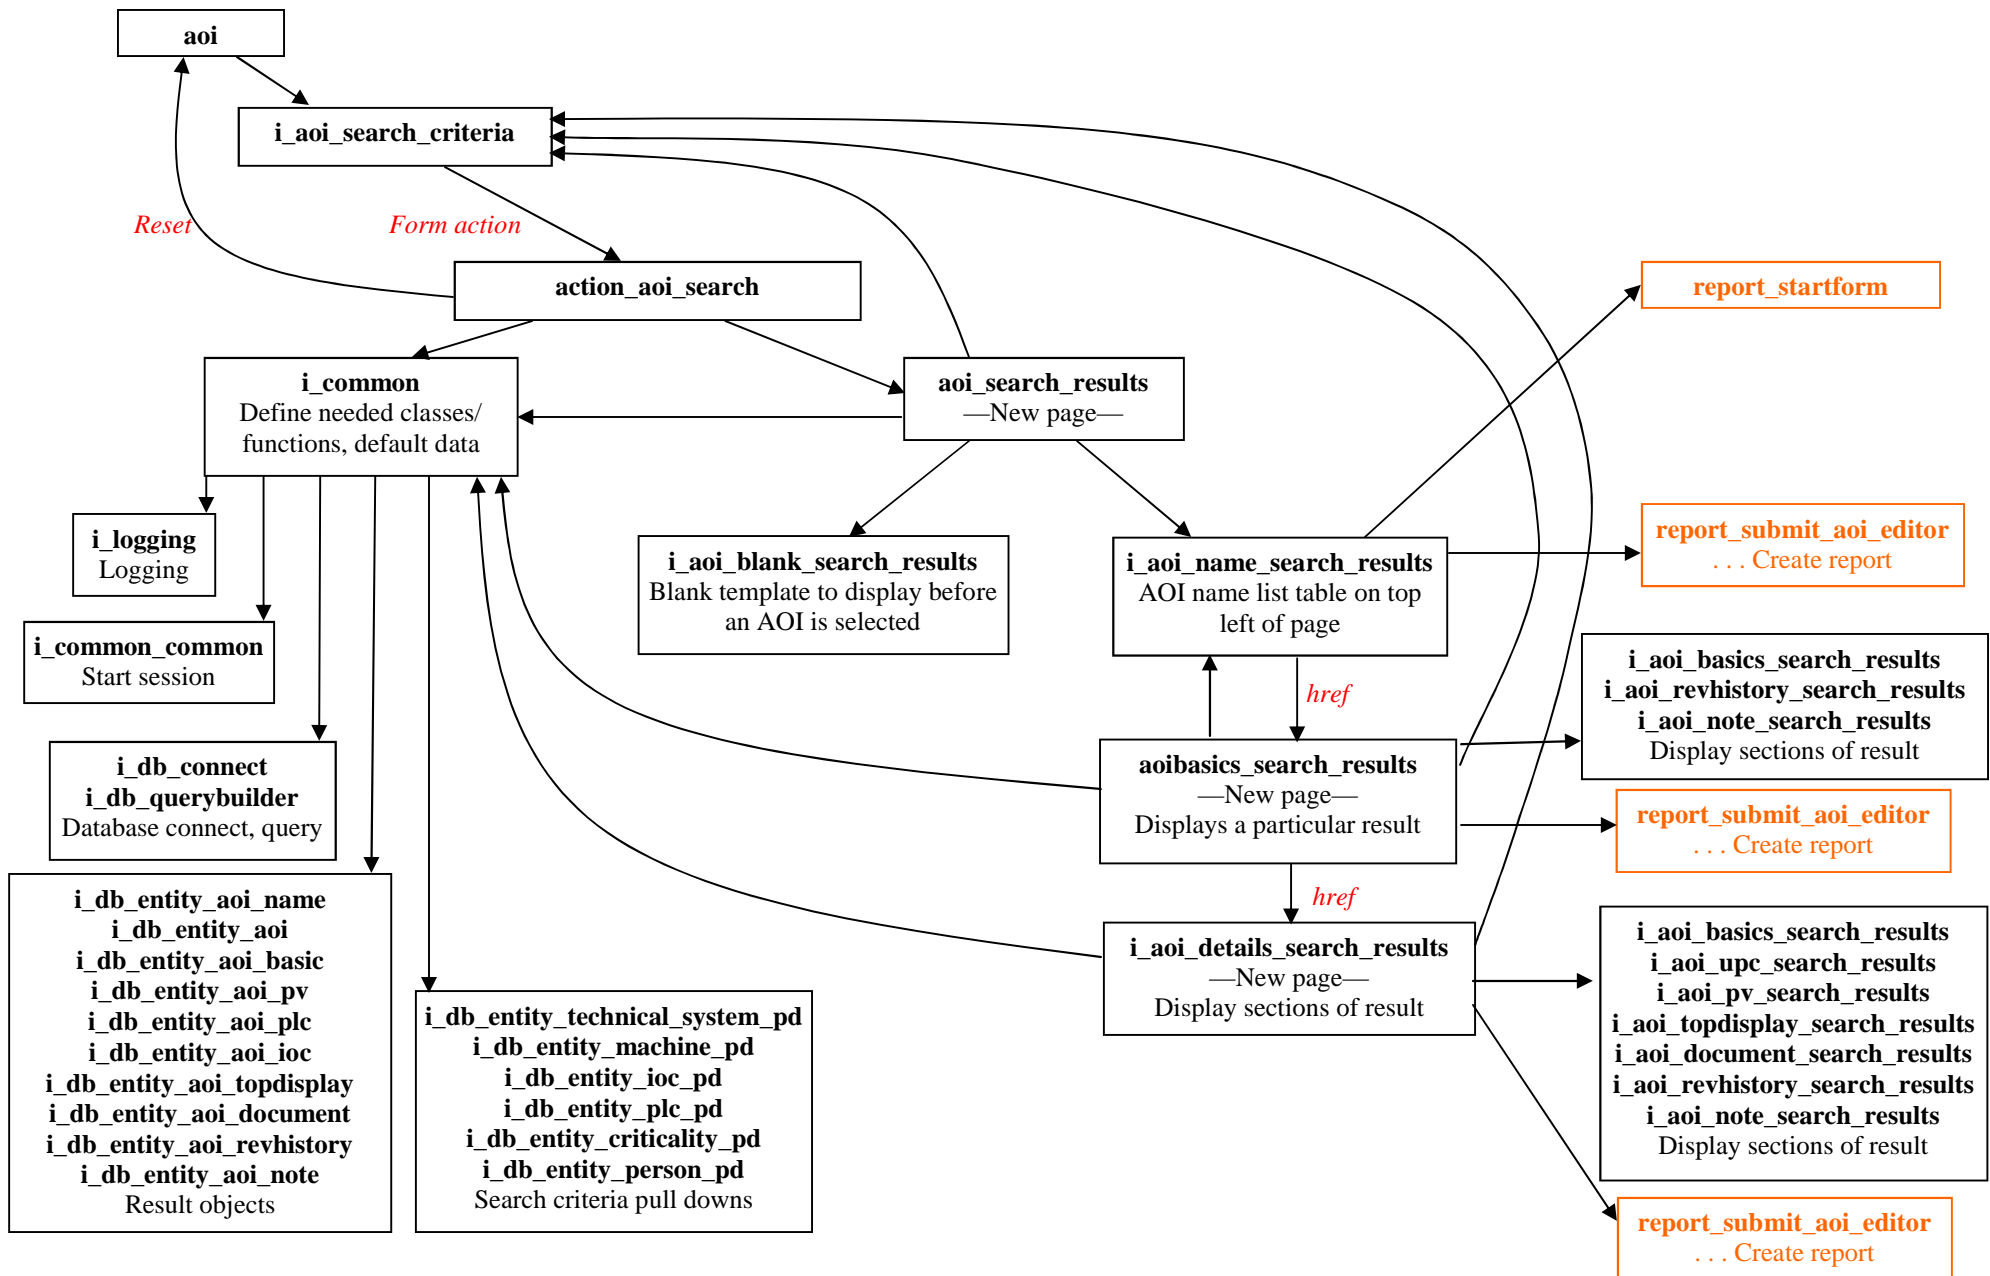 aoi
i_aoi_search_criteria
Reset
Form action
action_aoi_search
report_startform
i_common
Define needed classes/
functions, default data
aoi_search_results
—New page—
i_logging
Logging
i_common_common
Start session
i_db_connect
i_db_querybuilder
Database connect, query
i_db_entity_aoi_name
i_db_entity_aoi
i_db_entity_aoi_basic
i_db_entity_aoi_pv
i_db_entity_aoi_plc
i_db_entity_aoi_ioc
i_db_entity_aoi_topdisplay
i_db_entity_aoi_document
i_db_entity_aoi_revhistory
i_db_entity_aoi_note
Result objects
i_db_entity_technical_system_pd
i_db_entity_machine_pd
i_db_entity_ioc_pd
i_db_entity_plc_pd
i_db_entity_criticality_pd
i_db_entity_person_pd
Search criteria pull downs
i_aoi_blank_search_results
Blank template to display before
an AOI is selected
i_aoi_name_search_results
AOI name list table on top
left of page
report_submit_aoi_editor
. . . Create report
href
i_aoi_basics_search_results
i_aoi_revhistory_search_results
i_aoi_note_search_results
Display sections of result
aoibasics_search_results
—New page—
Displays a particular result
report_submit_aoi_editor
. . . Create report
href
i_aoi_details_search_results
—New page—
Display sections of result
i_aoi_basics_search_results
i_aoi_upc_search_results
i_aoi_pv_search_results
i_aoi_topdisplay_search_results
i_aoi_document_search_results
i_aoi_revhistory_search_results
i_aoi_note_search_results
Display sections of result
report_submit_aoi_editor
. . . Create report